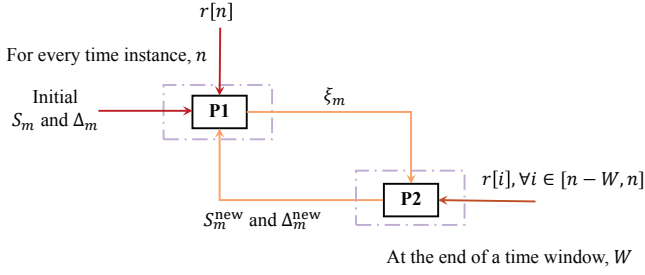 r[n]
For every time instance, n
Initial
S_m and Δ_m
P1
ξ_m
P2
r[i], ∀i ∈ [n − W, n]
S_m^new and Δ_m^new
At the end of a time window, W